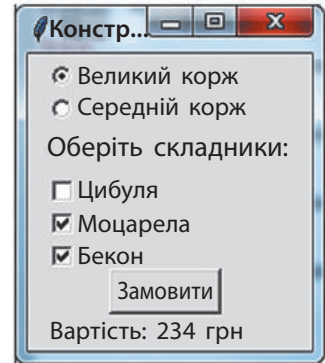 Констр...
Великий корж
Середній корж
Оберіть складники:
Цибуля
Моцарела
Бекон
Замовити
Вартість: 234 грн